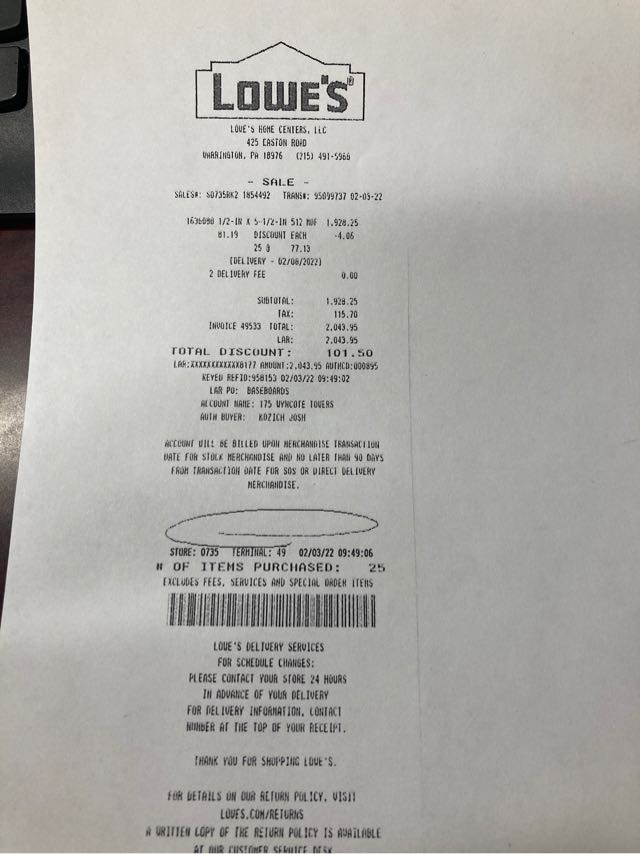 LOWE'S®
LOWE'S HOME CENTERS, LLC
425 EASTON ROAD
WARRINGTON, PA 18976 (215) 491-5966
- SALE -
SALES#: S0735RK2 1854492 TRANS#: 95099737 02-03-22
1636090 1/2-IN X 5-1/2-IN 512 MUF 1,928.25
81.19 DISCOUNT EACH -4.06
25 @ 77.13
[DELIVERY - 02/08/2022]
2 DELIVERY FEE 0.00
SUBTOTAL: 1,928.25
TAX: 115.70
INVOICE 49533 TOTAL: 2,043.95
LAR: 2,043.95
TOTAL DISCOUNT: 101.50
LAR:XXXXXXXXXXXX8177 AMOUNT:2,043.95 AUTHCD:000895
KEYED REFID:958153 02/03/22 09:49:02
LAR PO: BASEBOARDS
ACCOUNT NAME: 175 WYNCOTE TOWERS
AUTH BUYER: KOZICH JOSH
ACCOUNT WILL BE BILLED UPON MERCHANDISE TRANSACTION
DATE FOR STOCK MERCHANDISE AND NO LATER THAN 90 DAYS
FROM TRANSACTION DATE FOR SOS OR DIRECT DELIVERY
MERCHANDISE.
STORE: 0735 TERMINAL: 49 02/03/22 09:49:06
# OF ITEMS PURCHASED: 25
EXCLUDES FEES, SERVICES AND SPECIAL ORDER ITEMS
LOWE'S DELIVERY SERVICES
FOR SCHEDULE CHANGES:
PLEASE CONTACT YOUR STORE 24 HOURS
IN ADVANCE OF YOUR DELIVERY
FOR DELIVERY INFORMATION, CONTACT
NUMBER AT THE TOP OF YOUR RECEIPT.
THANK YOU FOR SHOPPING LOWE'S.
FOR DETAILS ON OUR RETURN POLICY, VISIT
LOWES.COM/RETURNS
A WRITTEN COPY OF THE RETURN POLICY IS AVAILABLE
AT OUR CUSTOMER SERVICE DESK